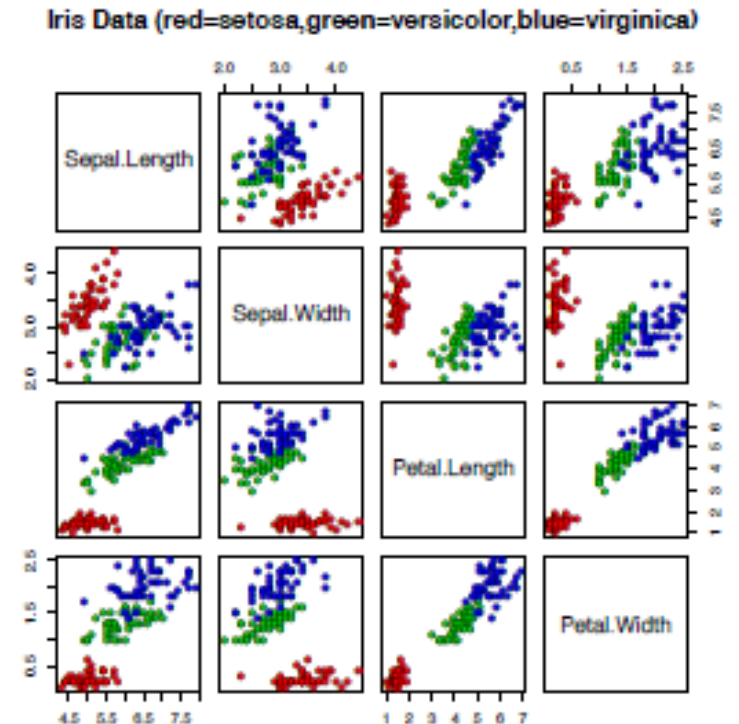 Iris Data (red=setosa,green=versicolor,blue=virginica)
2.0 3.0 4.0
0.5 1.5 2.5
Sepal.Length
4.5 5.5 6.5 7.5
2.0 3.0 4.0
Sepal.Width
Petal.Length
1 2 3 4 5 6 7
0.5 1.5 2.5
Petal.Width
4.5 5.5 6.5 7.5
1 2 3 4 5 6 7